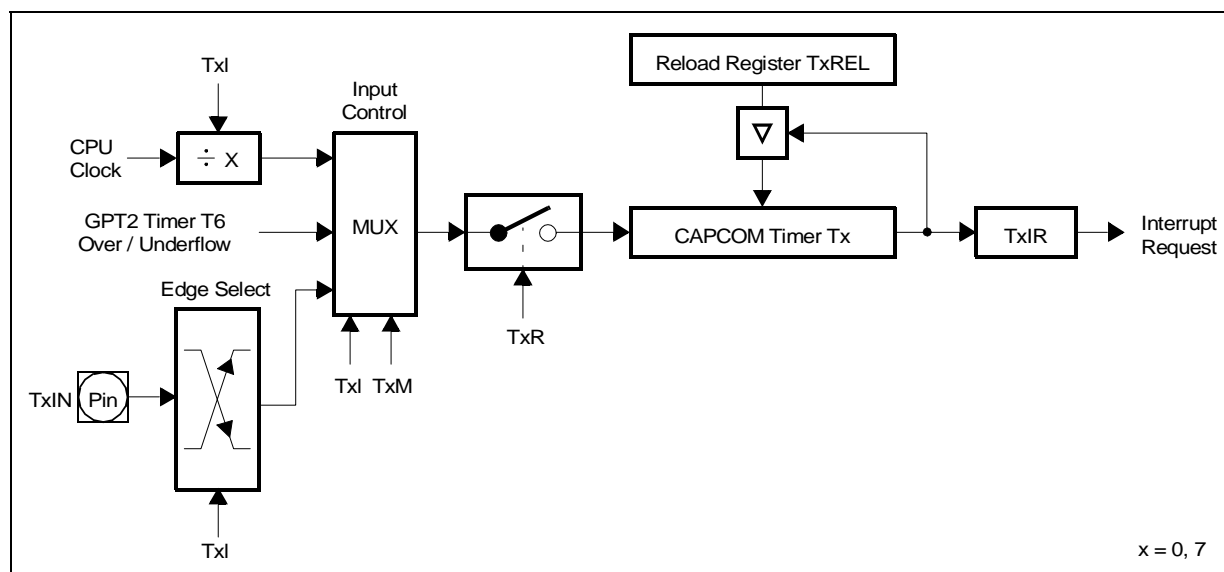 Reload Register TxREL
TxI
Input
Control
CPU
Clock
÷ X
GPT2 Timer T6
Over / Underflow
MUX
CAPCOM Timer Tx
TxIR
Interrupt
Request
Edge Select
TxR
TxI TxM
TxIN
Pin
TxI
x = 0, 7